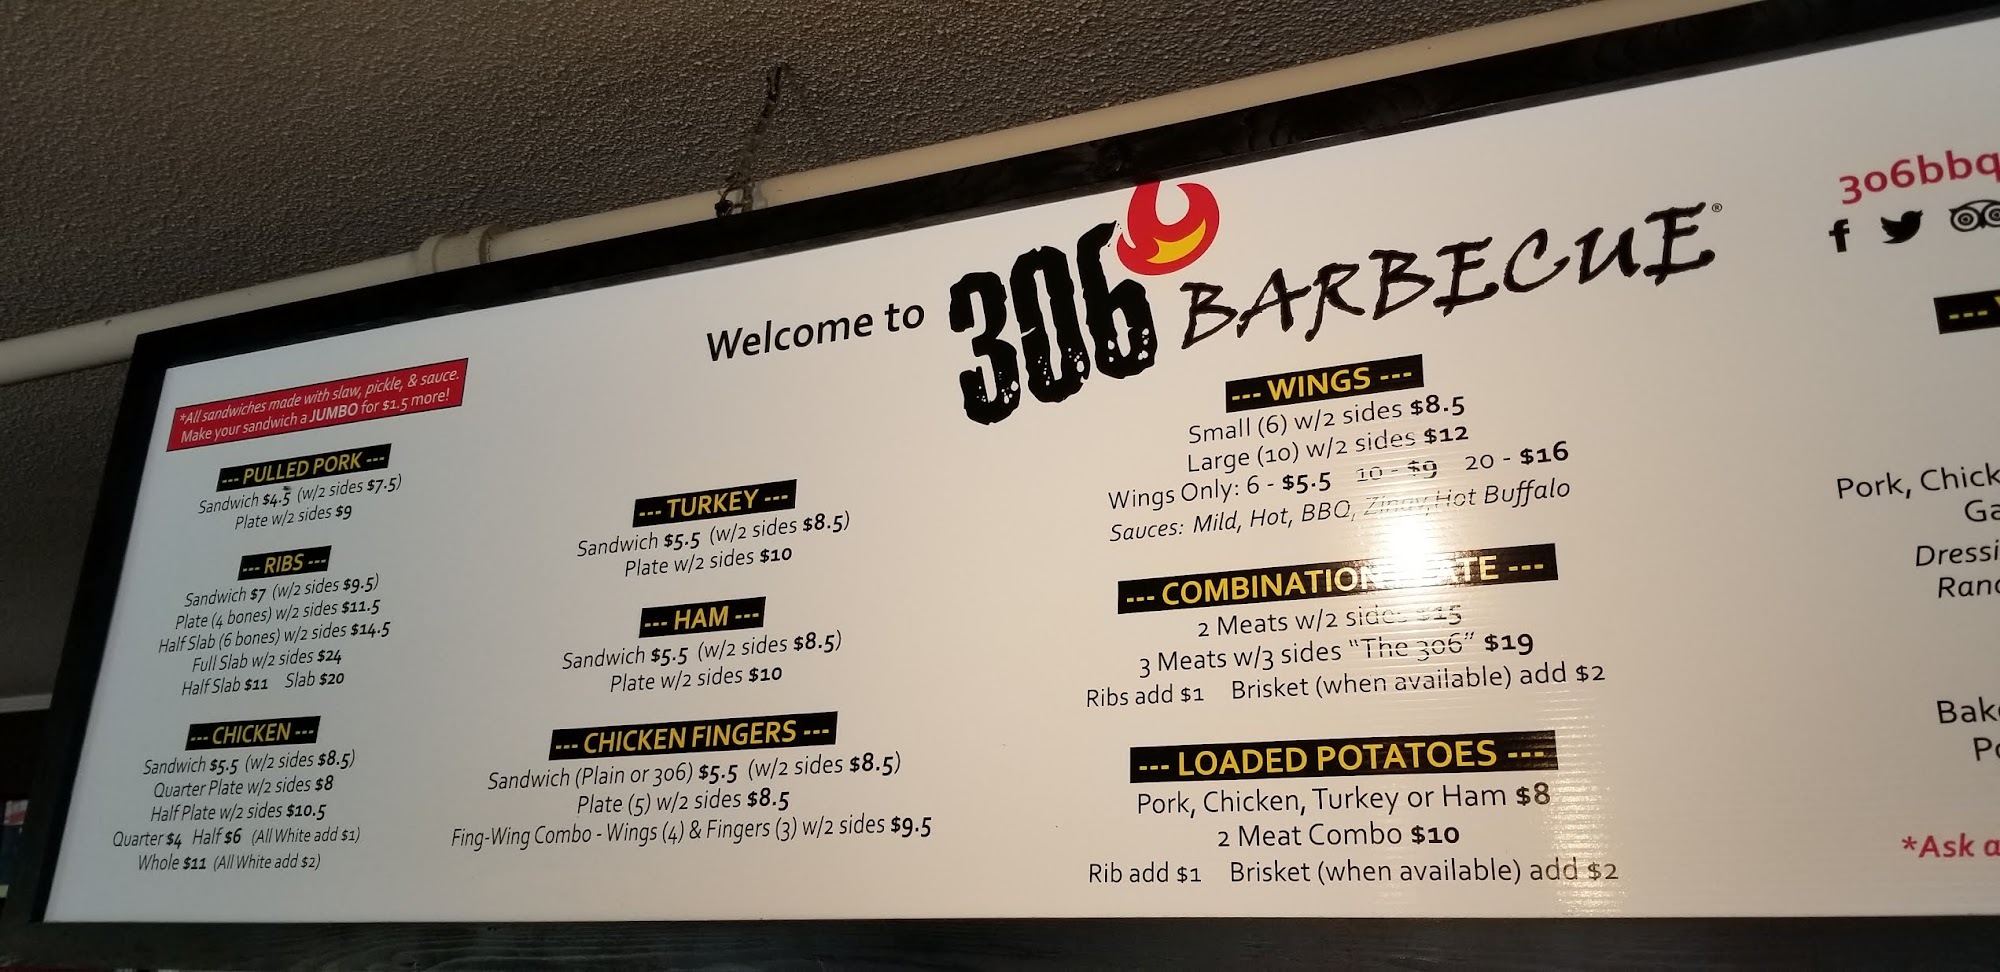 Welcome to 306 BARBECUE®
*All sandwiches made with slaw, pickle, & sauce.
Make your sandwich a JUMBO for $1.5 more!
--- PULLED PORK ---
Sandwich $4.5 (w/2 sides $7.5)
Plate w/2 sides $9
--- RIBS ---
Sandwich $7 (w/2 sides $9.5)
Plate (4 bones) w/2 sides $11.5
Half Slab (6 bones) w/2 sides $14.5
Full Slab w/2 sides $24
Half Slab $11 Slab $20
--- CHICKEN ---
Sandwich $5.5 (w/2 sides $8.5)
Quarter Plate w/2 sides $8
Half Plate w/2 sides $10.5
Quarter $4 Half $6 (All White add $1)
Whole $11 (All White add $2)
--- TURKEY ---
Sandwich $5.5 (w/2 sides $8.5)
Plate w/2 sides $10
--- HAM ---
Sandwich $5.5 (w/2 sides $8.5)
Plate w/2 sides $10
--- CHICKEN FINGERS ---
Sandwich (Plain or 306) $5.5 (w/2 sides $8.5)
Plate (5) w/2 sides $8.5
Fing-Wing Combo - Wings (4) & Fingers (3) w/2 sides $9.5
--- WINGS ---
Small (6) w/2 sides $8.5
Large (10) w/2 sides $12
Wings Only: 6 - $5.5 10 - $9 20 - $16
Sauces: Mild, Hot, BBQ, Zingy, Hot Buffalo
--- COMBINATION ---
2 Meats w/2 sides $15
3 Meats w/3 sides "The 306" $19
Ribs add $1 Brisket (when available) add $2
--- LOADED POTATOES ---
Pork, Chicken, Turkey or Ham $8
2 Meat Combo $10
Rib add $1 Brisket (when available) add $2
306bbq
Pork, Chick
Ga
Dressi
Ranc
Bak
Po
*Ask a